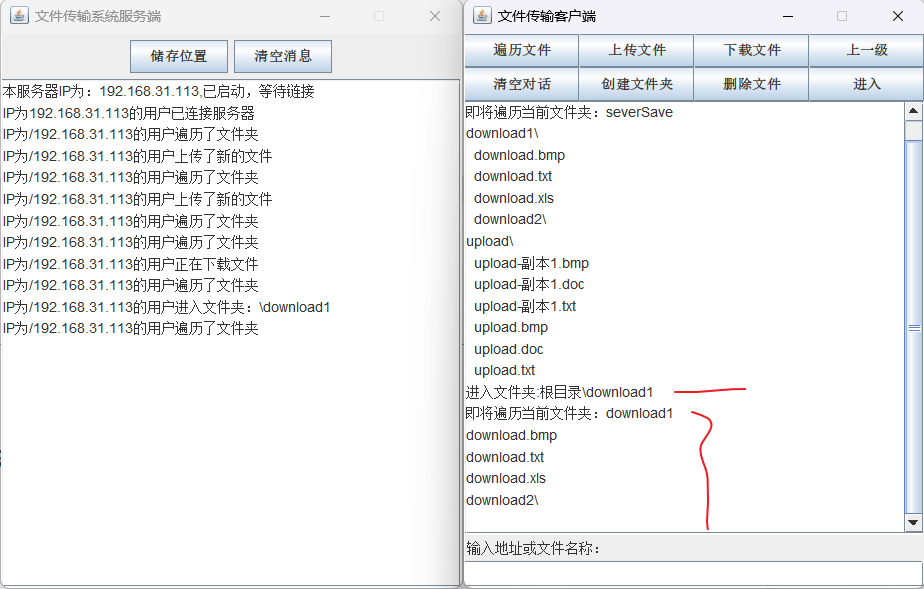 文件传输系统服务端
储存位置 清空消息
本服务器IP为：192.168.31.113,已启动，等待链接
IP为192.168.31.113的用户已连接服务器
IP为/192.168.31.113的用户遍历了文件夹
IP为/192.168.31.113的用户上传了新的文件
IP为/192.168.31.113的用户遍历了文件夹
IP为/192.168.31.113的用户上传了新的文件
IP为/192.168.31.113的用户遍历了文件夹
IP为/192.168.31.113的用户遍历了文件夹
IP为/192.168.31.113的用户正在下载文件
IP为/192.168.31.113的用户遍历了文件夹
IP为/192.168.31.113的用户进入文件夹：\download1
IP为/192.168.31.113的用户遍历了文件夹
文件传输客户端
遍历文件 上传文件 下载文件 上一级
清空对话 创建文件夹 删除文件 进入
即将遍历当前文件夹：severSave
download1\
download.bmp
download.txt
download.xls
download2\
upload\
upload-副本1.bmp
upload-副本1.doc
upload-副本1.txt
upload.bmp
upload.doc
upload.txt
进入文件夹:根目录\download1
即将遍历当前文件夹：download1
download.bmp
download.txt
download.xls
download2\
输入地址或文件名称：